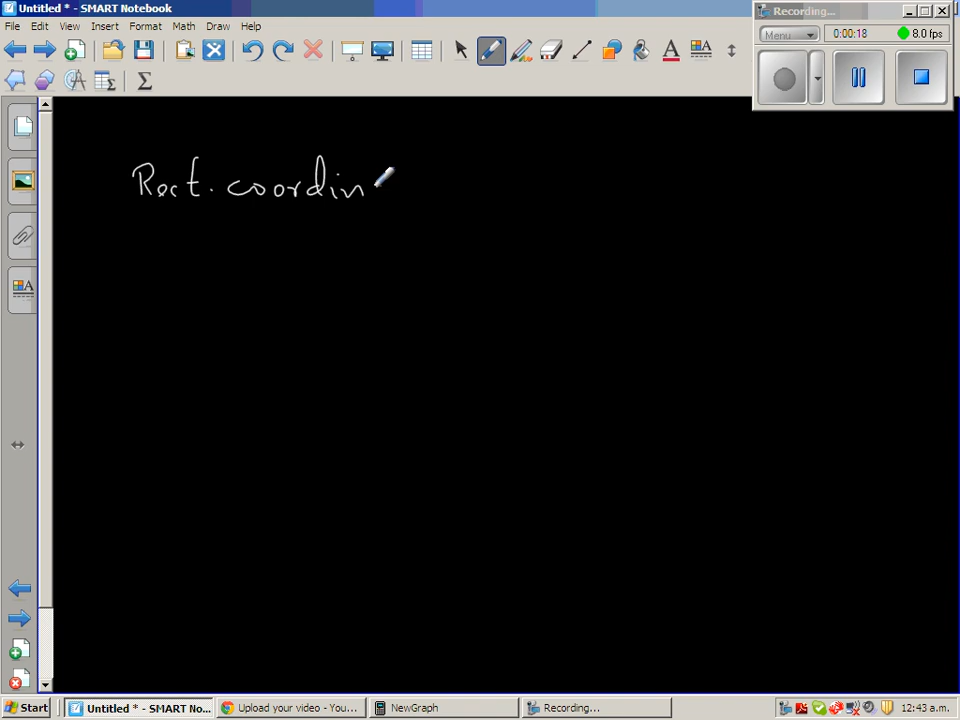 Untitled * - SMART Notebook
Recording...
File Edit View Insert Format Math Draw Help
Menu
0:00:18
8.0 fps
Rect. coordin
Start
Untitled * - SMART No...
Upload your video - You...
NewGraph
Recording...
12:43 a.m.